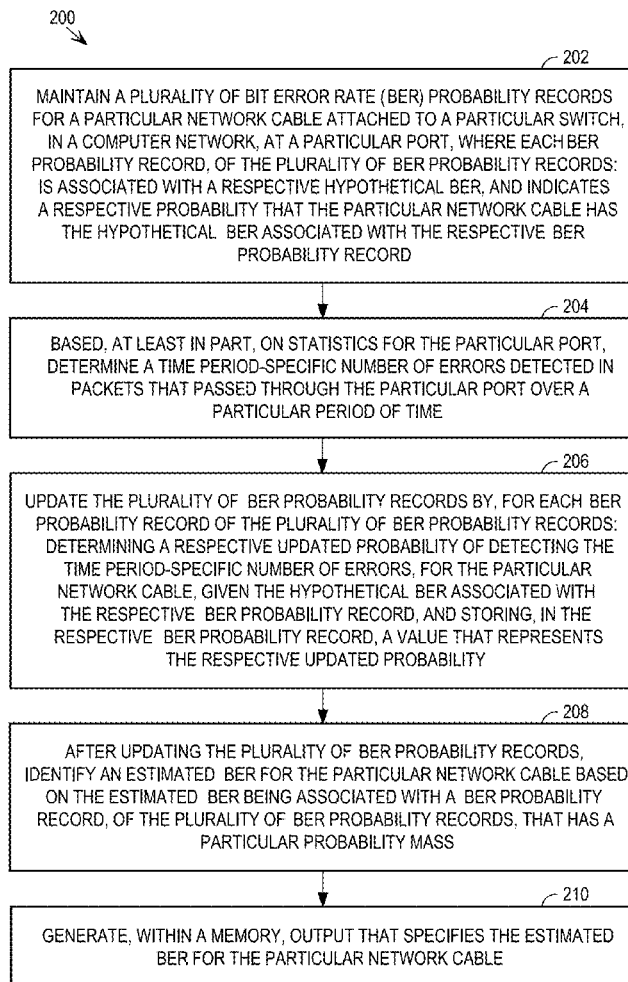 200
202
MAINTAIN A PLURALITY OF BIT ERROR RATE (BER) PROBABILITY RECORDS
FOR A PARTICULAR NETWORK CABLE ATTACHED TO A PARTICULAR SWITCH,
IN A COMPUTER NETWORK, AT A PARTICULAR PORT, WHERE EACH BER
PROBABILITY RECORD, OF THE PLURALITY OF BER PROBABILITY RECORDS:
IS ASSOCIATED WITH A RESPECTIVE HYPOTHETICAL BER, AND INDICATES
A RESPECTIVE PROBABILITY THAT THE PARTICULAR NETWORK CABLE HAS
THE HYPOTHETICAL BER ASSOCIATED WITH THE RESPECTIVE BER
PROBABILITY RECORD
204
BASED, AT LEAST IN PART, ON STATISTICS FOR THE PARTICULAR PORT,
DETERMINE A TIME PERIOD-SPECIFIC NUMBER OF ERRORS DETECTED IN
PACKETS THAT PASSED THROUGH THE PARTICULAR PORT OVER A
PARTICULAR PERIOD OF TIME
206
UPDATE THE PLURALITY OF BER PROBABILITY RECORDS BY, FOR EACH BER
PROBABILITY RECORD OF THE PLURALITY OF BER PROBABILITY RECORDS:
DETERMINING A RESPECTIVE UPDATED PROBABILITY OF DETECTING THE
TIME PERIOD-SPECIFIC NUMBER OF ERRORS, FOR THE PARTICULAR
NETWORK CABLE, GIVEN THE HYPOTHETICAL BER ASSOCIATED WITH
THE RESPECTIVE BER PROBABILITY RECORD, AND STORING, IN THE
RESPECTIVE BER PROBABILITY RECORD, A VALUE THAT REPRESENTS
THE RESPECTIVE UPDATED PROBABILITY
208
AFTER UPDATING THE PLURALITY OF BER PROBABILITY RECORDS,
IDENTIFY AN ESTIMATED BER FOR THE PARTICULAR NETWORK CABLE BASED
ON THE ESTIMATED BER BEING ASSOCIATED WITH A BER PROBABILITY
RECORD, OF THE PLURALITY OF BER PROBABILITY RECORDS, THAT HAS A
PARTICULAR PROBABILITY MASS
210
GENERATE, WITHIN A MEMORY, OUTPUT THAT SPECIFIES THE ESTIMATED
BER FOR THE PARTICULAR NETWORK CABLE